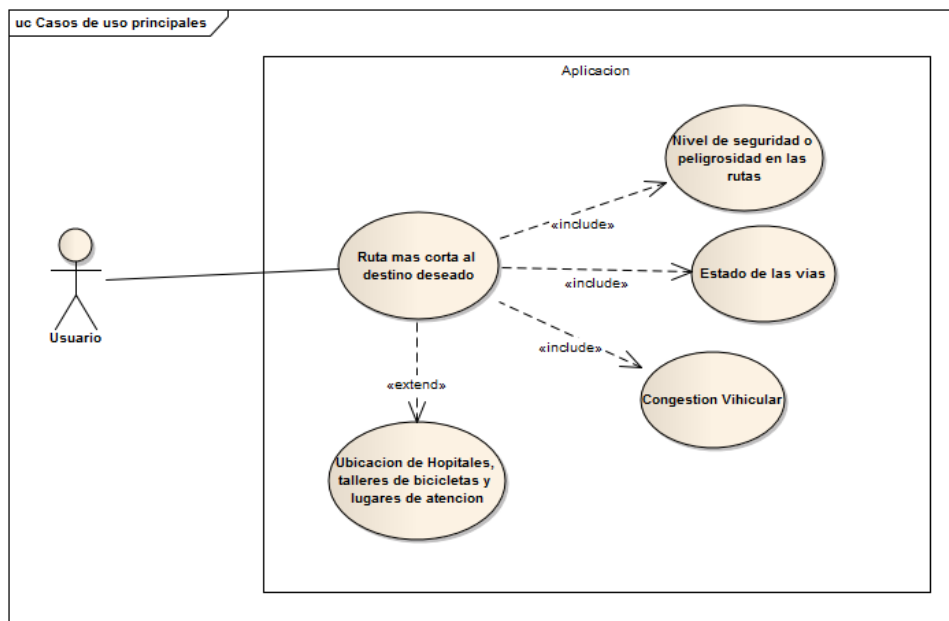 uc Casos de uso principales
Aplicacion
Nivel de seguridad o
peligrosidad en las
rutas
«include»
Ruta mas corta al
destino deseado
Estado de las vias
«include»
Usuario
«include»
«extend»
Congestion Vihicular
Ubicacion de Hopitales,
talleres de bicicletas y
lugares de atencion